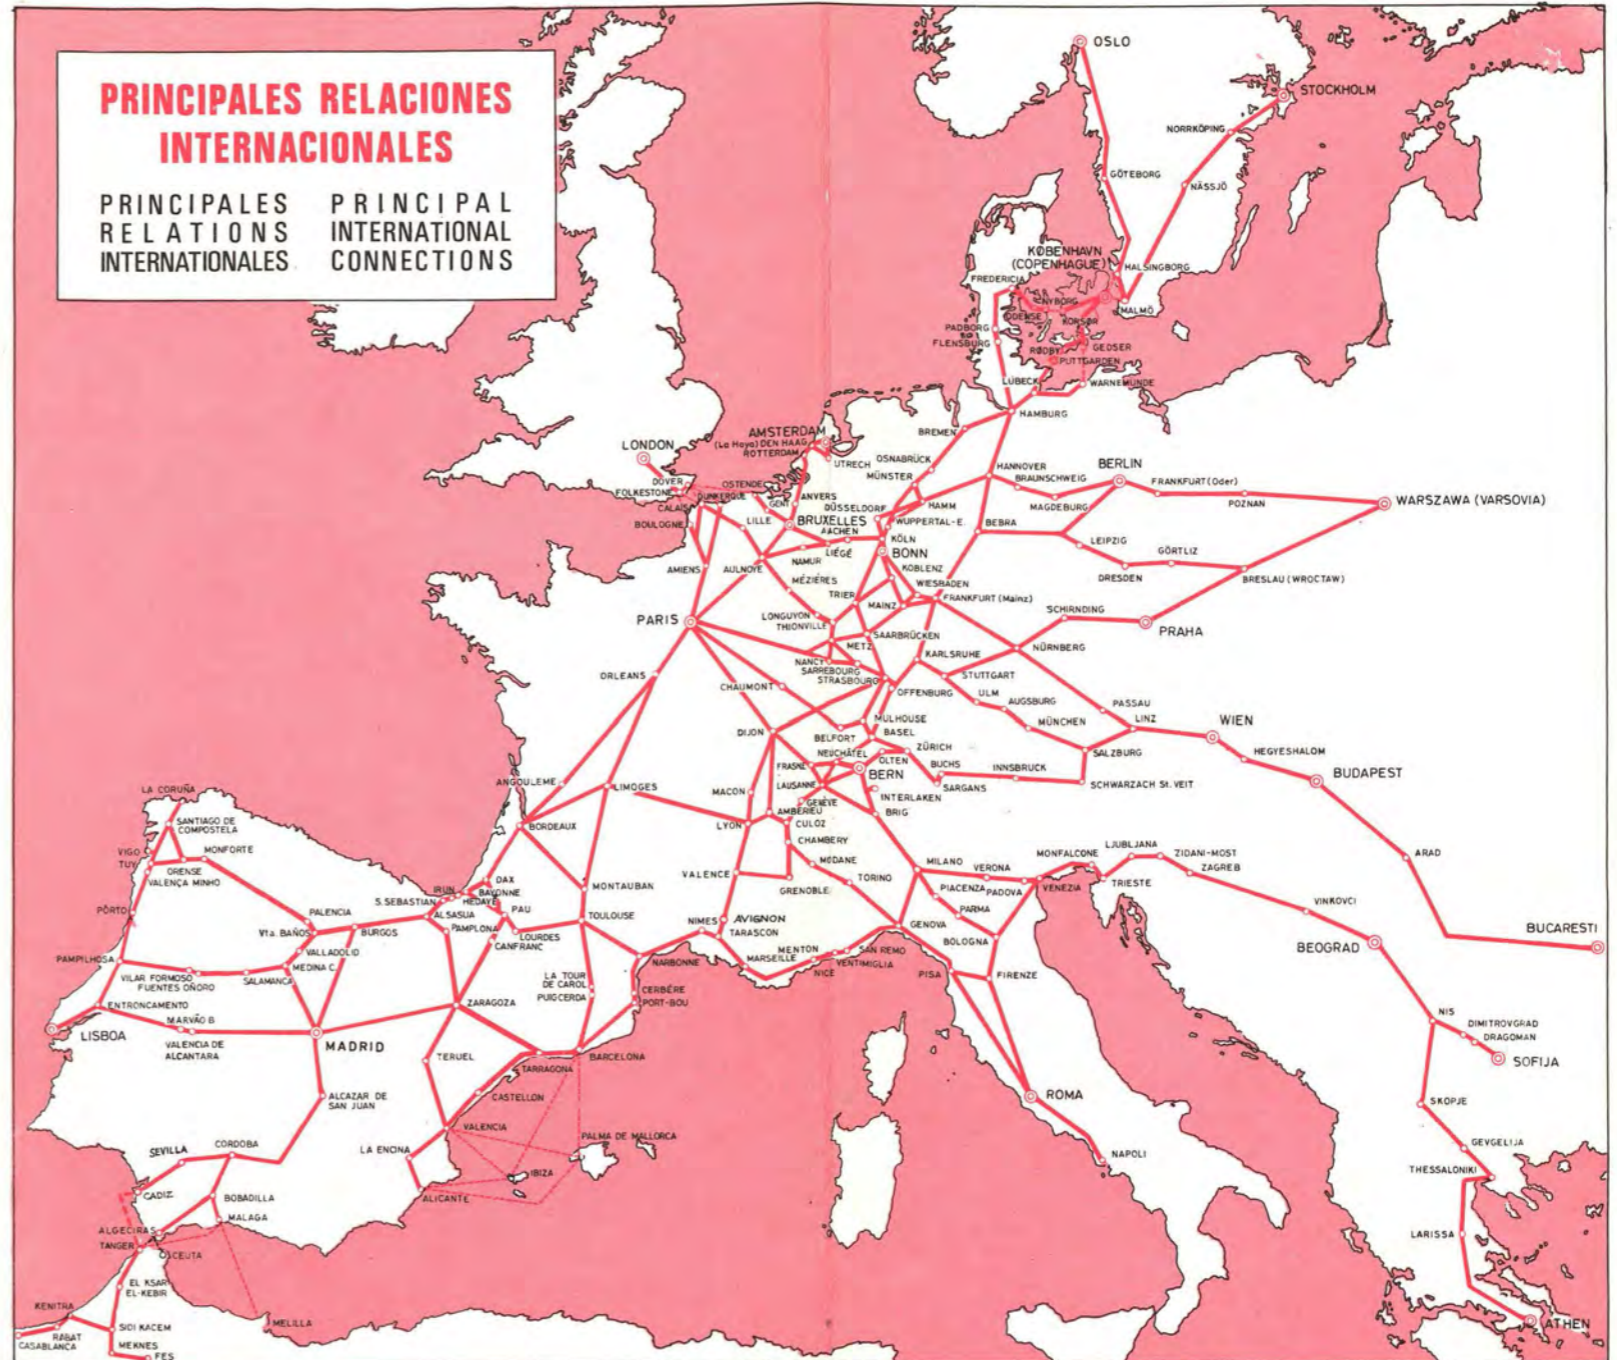 PRINCIPALES RELACIONES
INTERNACIONALES
PRINCIPALES
RELATIONS
INTERNATIONALES
PRINCIPAL
INTERNATIONAL
CONNECTIONS
OSLO
STOCKHOLM
NORRKÖPING
GÖTEBORG
NÄSSJÖ
KØBENHAVN
(COPENHAGUE)
HALSINGBORG
FREDERICIA
NYBORG
ODENSE
KORSØR
MALMÖ
PADBORG
FLENSBURG
RØDBY
GEDSER
PUTTGARDEN
LÜBECK
WARNEMÜNDE
HAMBURG
BREMEN
LONDON
AMSTERDAM
(La Haya) DEN HAAG
ROTTERDAM
UTRECH
OSNABRÜCK
MÜNSTER
HANNOVER
BRAUNSCHWEIG
BERLIN
FRANKFURT (Oder)
POZNAN
WARSZAWA (VARSOVIA)
MAGDEBURG
DOVER
FOLKESTONE
OSTENDE
DUNKERQUE
CALAIS
GENT
ANVERS
DÜSSELDORF
HAMM
BOULOGNE
LILLE
BRUXELLES
WUPPERTAL-E.
BEBRA
AACHEN
KÖLN
LIÉGÉ
BONN
LEIPZIG
GÖRTLIZ
DRESDEN
BRESLAU (WROCTAW)
AMIENS
AULNOYE
NAMUR
KOBLENZ
MÉZIÉRES
WIESBADEN
TRIER
MAINZ
FRANKFURT (Mainz)
SCHIRNDING
PRAHA
PARIS
LONGUYON
THIONVILLE
SAARBRÜCKEN
METZ
NÜRNBERG
NANCY
SARREBOURG
STRASBOURG
KARLSRUHE
STUTTGART
ORLEANS
CHAUMONT
OFFENBURG
ULM
AUGSBURG
PASSAU
MÜNCHEN
LINZ
WIEN
DIJON
MULHOUSE
BELFORT
BASEL
NEUCHÂTEL
ZÜRICH
OLTEN
SALZBURG
HEGYESHALOM
FRASNE
BERN
BUCHS
SARGANS
INNSBRUCK
SCHWARZACH St. VEIT
BUDAPEST
ANGOULEME
LIMOGES
MACON
LAUSANNE
INTERLAKEN
GENÈVE
AMBERIEU
BRIG
LA CORUÑA
SANTIAGO DE
COMPOSTELA
BORDEAUX
LYON
CULOZ
CHAMBERY
VIGO
TUY
MONFORTE
ORENSE
VALENÇA MINHO
MODANE
MILANO
VERONA
MONFALCONE
LJUBLJANA
ZIDANI-MOST
ZAGREB
ARAD
VALENCE
GRENOBLE
TORINO
PIACENZA
PADOVA
VENEZIA
TRIESTE
DAX
IRUN
BAYONNE
HEDAYE
S. SEBASTIAN
MONTAUBAN
PARMA
PÔRTO
PALENCIA
ALSASUA
PAU
TOULOUSE
NIMES
AVIGNON
TARASCON
GENOVA
VINKOVCI
Vta. BAÑOS
BURGOS
PAMPLONA
LOURDES
CANFRANC
BOLOGNA
BEOGRAD
BUCARESTI
VALLADOLID
MENTON
SAN REMO
PAMPILHOSA
MEDINA C.
NARBONNE
MARSEILLE
NICE
VENTIMIGLIA
PISA
FIRENZE
VILAR FORMOSO
FUENTES OÑORO
SALAMANCA
LA TOUR
DE CAROL
PUIGCERDA
CERBÉRE
PORT-BOU
ENTRONCAMENTO
ZARAGOZA
LISBOA
MARVÃO B
VALENCIA DE
ALCANTARA
MADRID
NIS
DIMITROVGRAD
DRAGOMAN
SOFIJA
TERUEL
BARCELONA
TARRAGONA
ALCAZAR DE
SAN JUAN
CASTELLON
ROMA
SKOPJE
VALENCIA
PALMA DE MALLORCA
GEVGELIJA
SEVILLA
CORDOBA
LA ENCINA
IBIZA
NAPOLI
THESSALONIKI
CADIZ
BOBADILLA
ALICANTE
MALAGA
ALGECIRAS
TANGER
CEUTA
LARISSA
EL KSAR
EL-KEBIR
KENITRA
SIDI KACEM
MELILLA
RABAT
CASABLANCA
MEKNES
FES
ATHEN